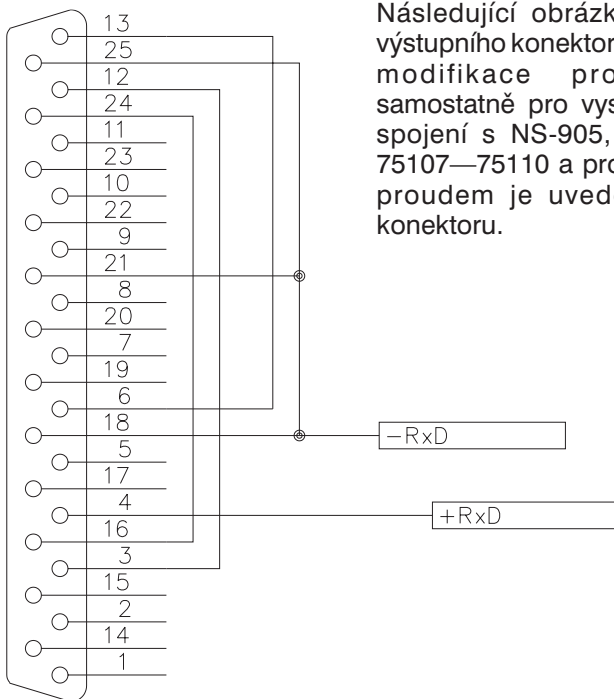 Následující obrázk
výstupního konektor
modifikace pro
samostatně pro vys
spojení s NS-905,
75107—75110 a pro
proudem je uved
konektoru.
13
25
12
24
11
23
10
22
9
21
8
20
7
19
6
18
5
17
4
16
3
15
2
14
1
−RxD
+RxD